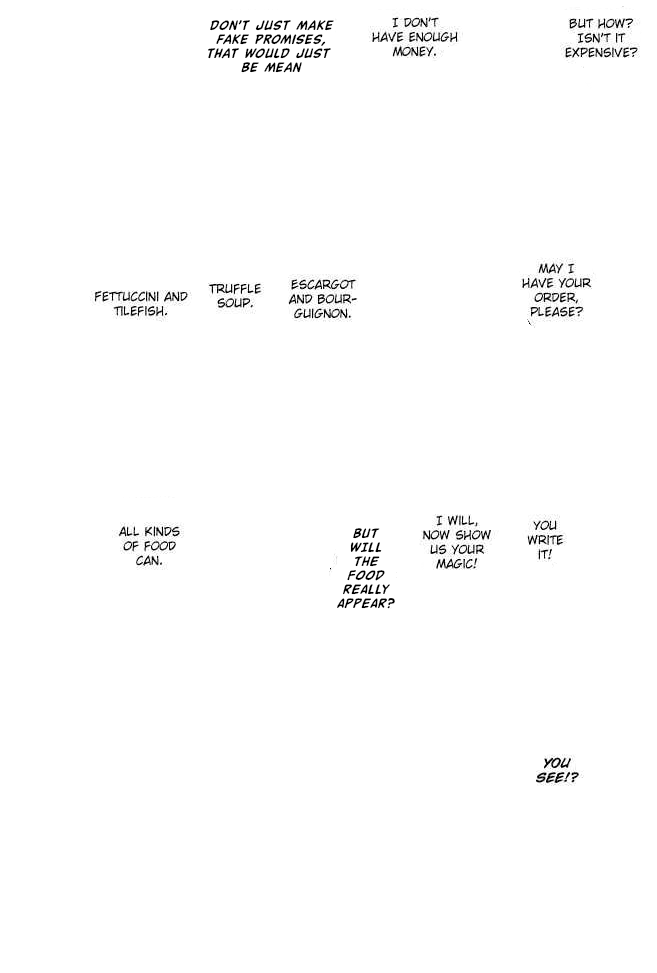 BUT HOW?
ISN'T IT
EXPENSIVE?
I DON'T
HAVE ENOUGH
MONEY.
DON'T JUST MAKE
FAKE PROMISES,
THAT WOULD JUST
BE MEAN
MAY I
HAVE YOUR
ORDER,
PLEASE?
ESCARGOT
AND BOUR-
GUIGNON.
TRUFFLE
SOUP.
FETTUCCINI AND
TILEFISH.
YOU
WRITE
IT!
I WILL,
NOW SHOW
US YOUR
MAGIC!
BUT
WILL
THE
FOOD
REALLY
APPEAR?
ALL KINDS
OF FOOD
CAN.
YOU
SEE!?